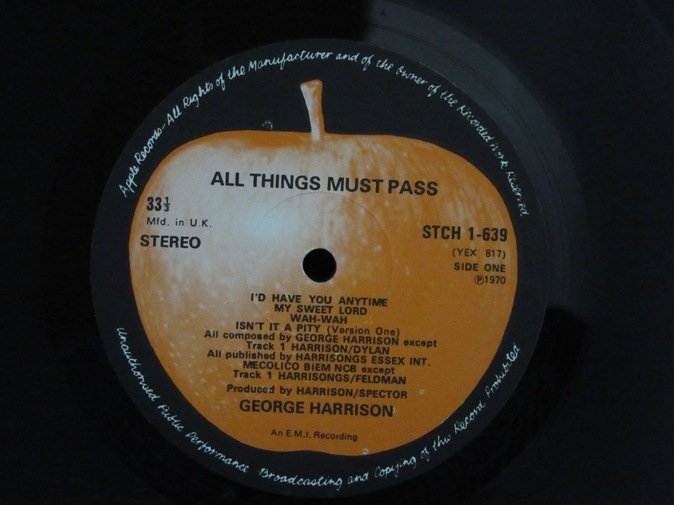 Apple Records-All Rights of the Manufacturer and of the Owner of the Recorded Work Reserved
ALL THINGS MUST PASS
33⅓
Mfd. in U.K.
STEREO
STCH 1-639
(YEX 817)
SIDE ONE
Ⓟ1970
I'D HAVE YOU ANYTIME
MY SWEET LORD
WAH-WAH
ISN'T IT A PITY (Version One)
All composed by GEORGE HARRISON except
Track 1 HARRISON/DYLAN
All published by HARRISONGS ESSEX INT.
MECOLICO BIEM NCB except
Track 1 HARRISONGS/FELDMAN
Produced by HARRISON/SPECTOR
GEORGE HARRISON
An E.M.I. Recording
Unauthorised Public Performance Broadcasting and Copying of this Record Prohibited